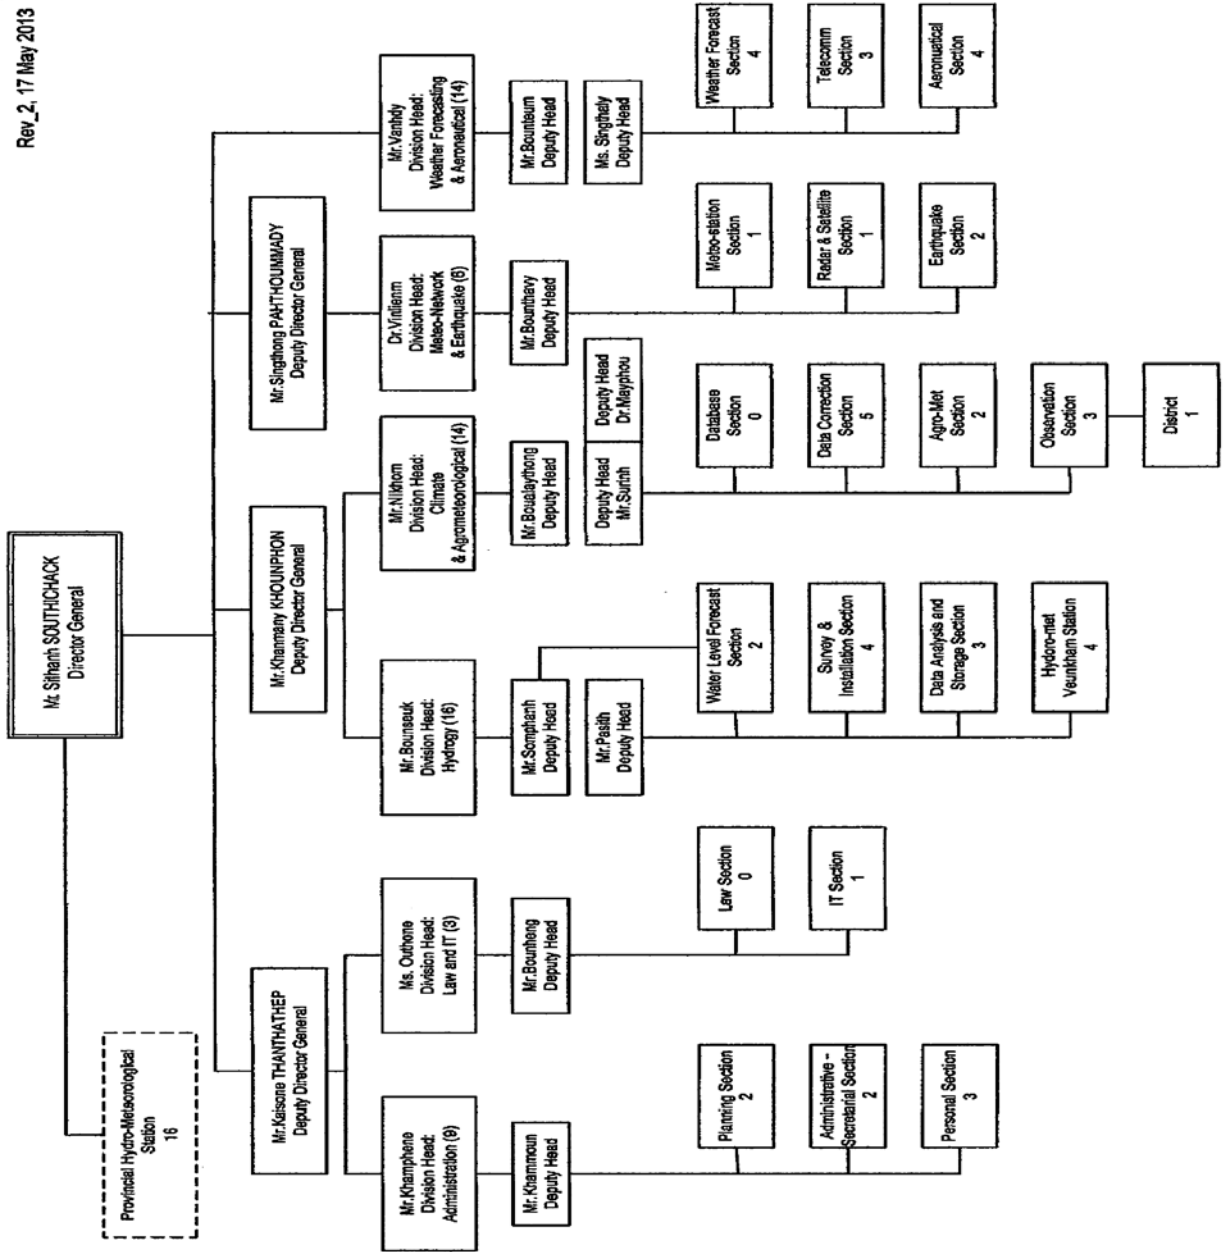 Rev_2, 17 May 2013
Mr. Sithanh SOUTHICHACK
Director General
Provincial Hydro-Meteorological
Station
16
Mr.Kaisone THANTHATHEP
Deputy Director General
Mr.Khanmany KHOUNPHON
Deputy Director General
Mr.Singthong PAHTHOUMMADY
Deputy Director General
Mr.Khamphene
Division Head:
Administration (9)
Ms. Outhone
Division Head:
Law and IT (3)
Mr.Bounseuk
Division Head:
Hydrogy (16)
Mr.Nikhom
Division Head:
Climate
& Agrometeorological (14)
Dr.Virilienm
Division Head:
Meteo-Network
& Earthquake (6)
Mr.Vanhdy
Division Head:
Weather Forecasting
& Aeronautical (14)
Mr.Khammoun
Deputy Head
Mr.Bounheng
Deputy Head
Mr.Somphanh
Deputy Head
Mr.Boualaythong
Deputy Head
Mr.Bounthavy
Deputy Head
Mr.Bounteum
Deputy Head
Mr.Pasith
Deputy Head
Deputy Head
Mr.Surinh
Deputy Head
Dr.Mayphou
Ms. Singthaly
Deputy Head
Planning Section
2
Law Section
0
Water Level Forecast
Section
2
Database
Section
0
Meteo-station
Section
1
Weather Forecast
Section
4
Administrative –
Secretarial Section
2
IT Section
1
Survey &
Installation Section
4
Data Correction
Section
5
Radar & Satellite
Section
1
Telecomm
Section
3
Personal Section
3
Data Analysis and
Storage Section
3
Agro-Met
Section
2
Earthquake
Section
2
Aeronuatical
Section
4
Hydoro-met
Veunkham Station
4
Observation
Section
3
District
1